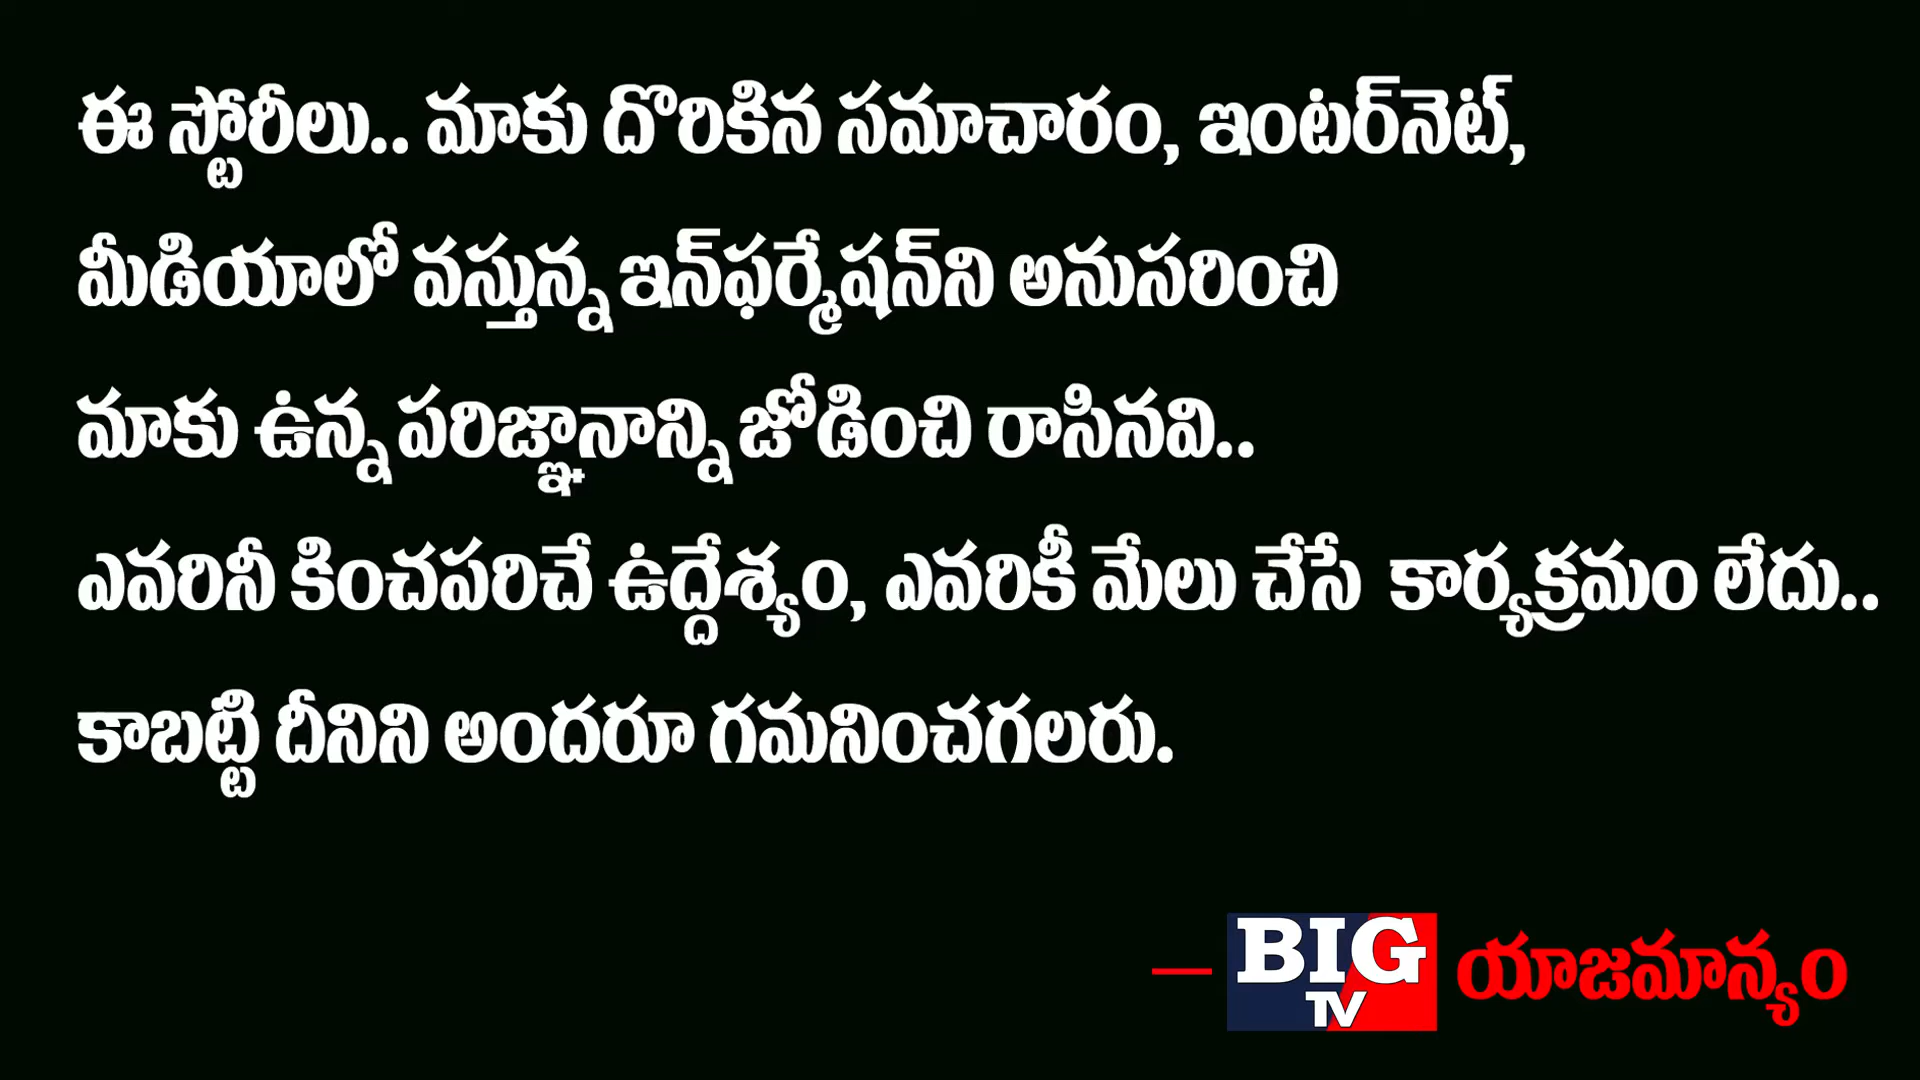 ఈ స్టోరీలు.. మాకు దొరికిన సమాచారం, ఇంటర్‌నెట్,
మీడియాలో వస్తున్న ఇన్‌ఫర్మేషన్‌ని అనుసరించి
మాకు ఉన్న పరిజ్ఞానాన్ని జోడించి రాసినవి..
ఎవరినీ కించపరిచే ఉద్దేశ్యం, ఎవరికీ మేలు చేసే కార్యక్రమం లేదు..
కాబట్టి దీనిని అందరూ గమనించగలరు.
— BIG TV యాజమాన్యం